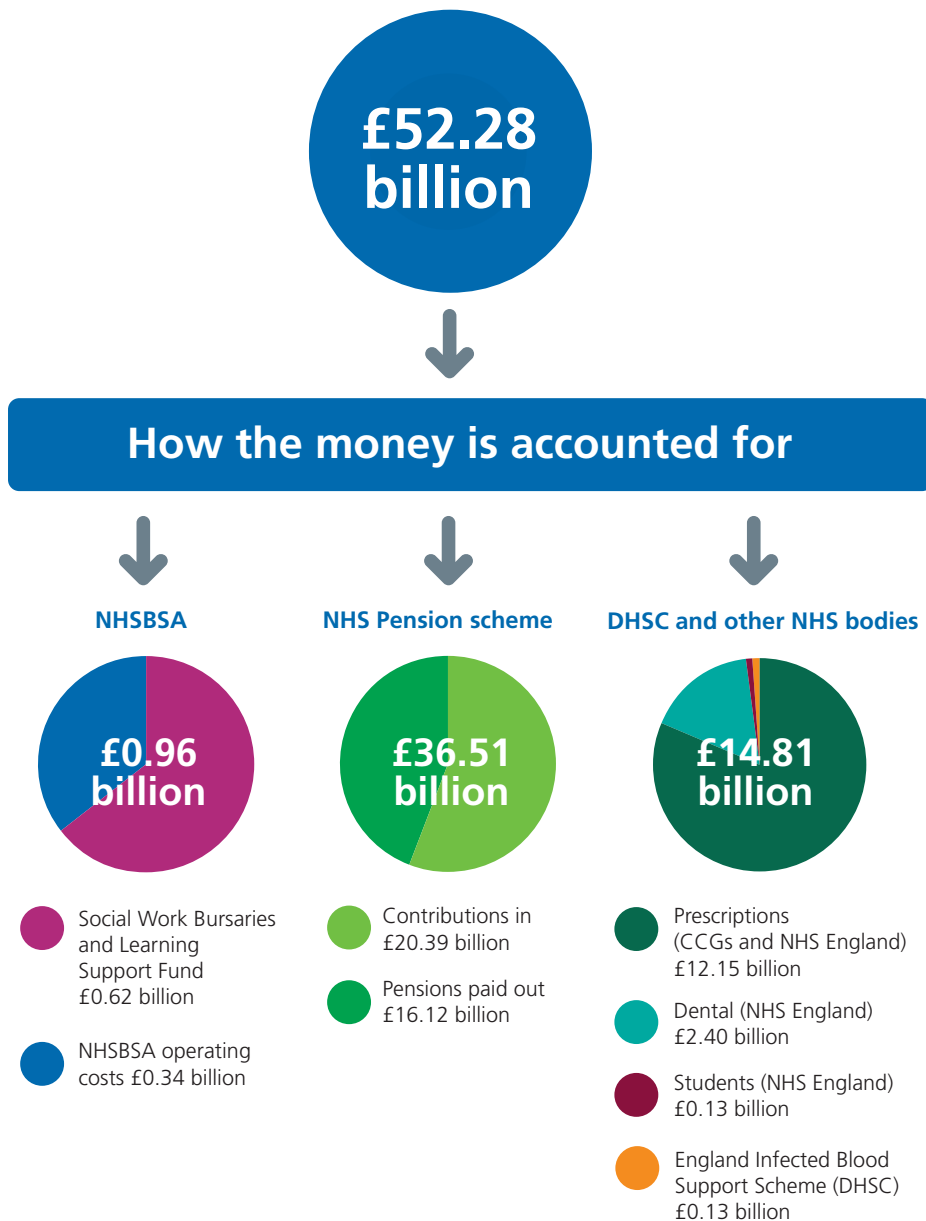 £52.28
billion
How the money is accounted for
NHSBSA
£0.96
billion
Social Work Bursaries
and Learning
Support Fund
£0.62 billion
NHSBSA operating
costs £0.34 billion
NHS Pension scheme
£36.51
billion
Contributions in
£20.39 billion
Pensions paid out
£16.12 billion
DHSC and other NHS bodies
£14.81
billion
Prescriptions
(CCGs and NHS England)
£12.15 billion
Dental (NHS England)
£2.40 billion
Students (NHS England)
£0.13 billion
England Infected Blood
Support Scheme (DHSC)
£0.13 billion